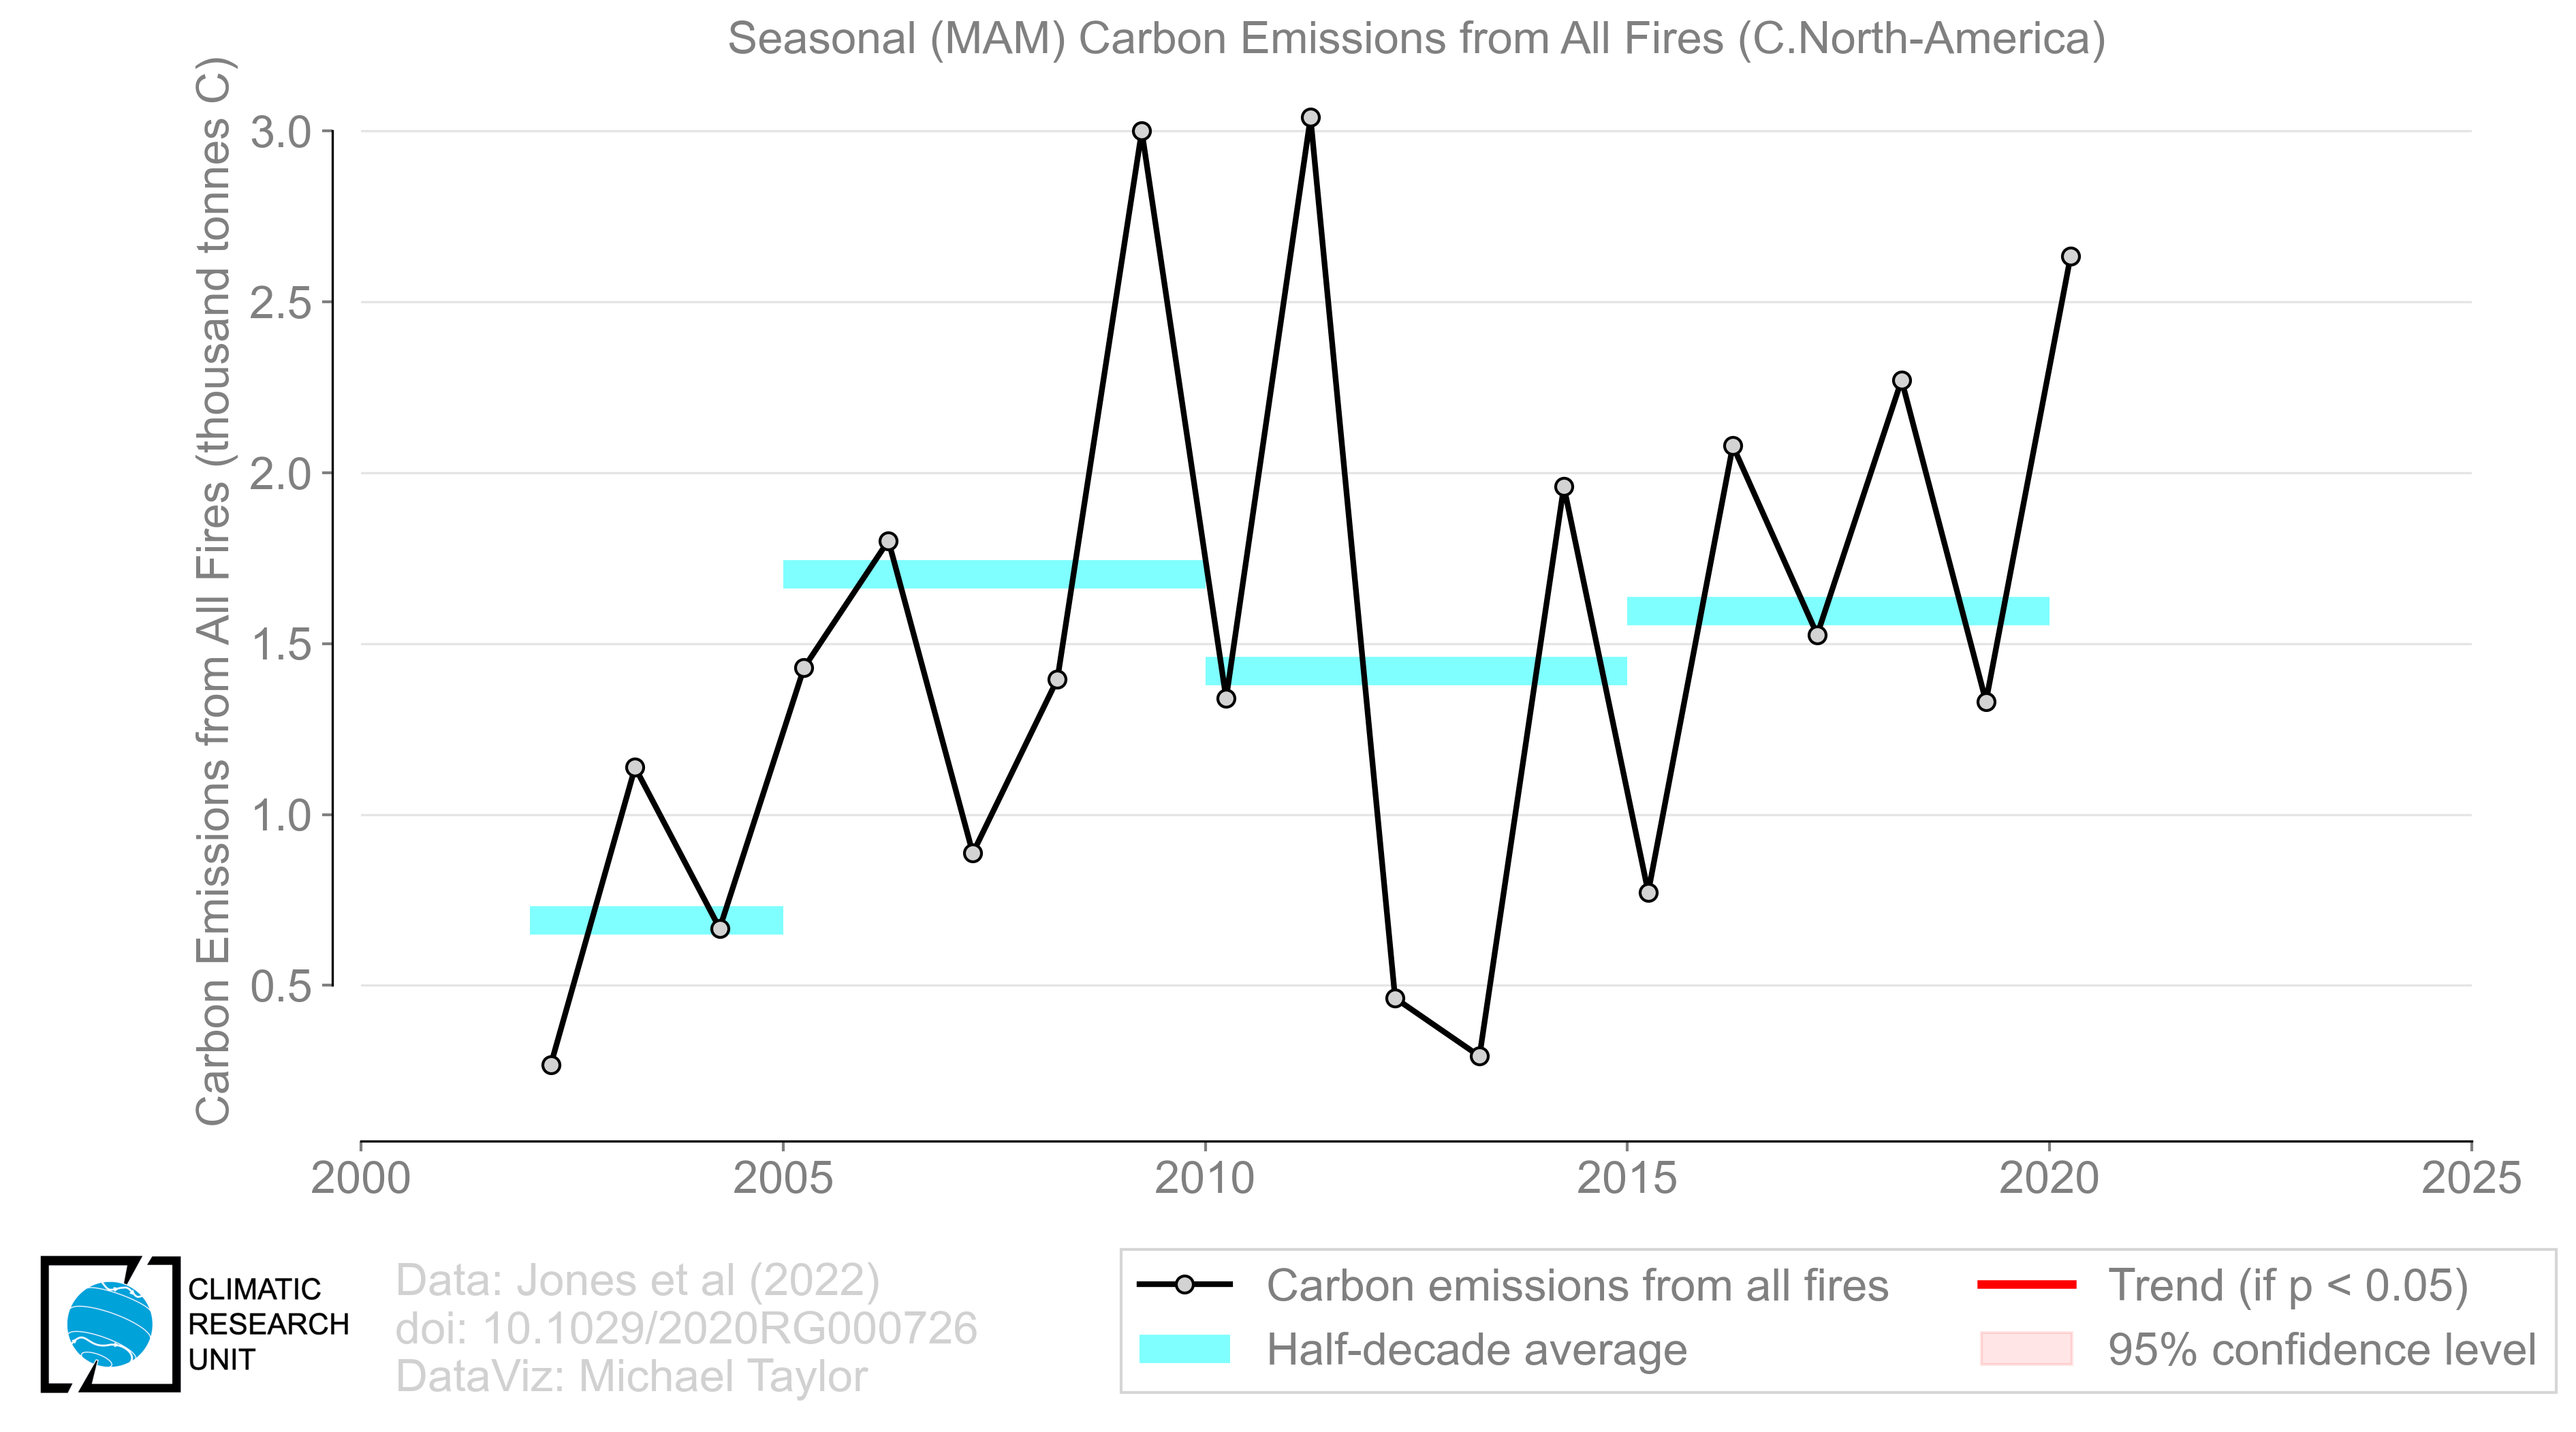 Seasonal (MAM) Carbon Emissions from All Fires (C.North-America)
Carbon Emissions from All Fires (thousand tonnes C)
3.0
2.5
2.0
1.5
1.0
0.5
2000 2005 2010 2015 2020 2025
CLIMATIC
RESEARCH
UNIT
Data: Jones et al (2022)
doi: 10.1029/2020RG000726
DataViz: Michael Taylor
Carbon emissions from all fires
Half-decade average
Trend (if p < 0.05)
95% confidence level